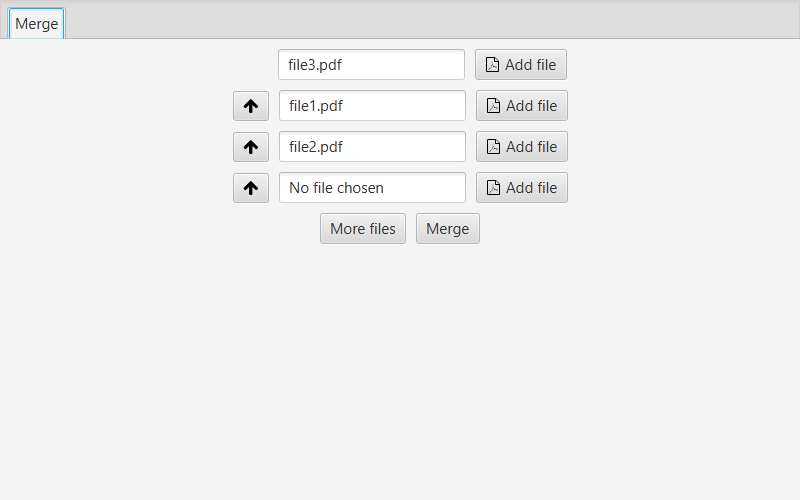 Merge
file3.pdf Add file
file1.pdf Add file
file2.pdf Add file
No file chosen Add file
More files Merge